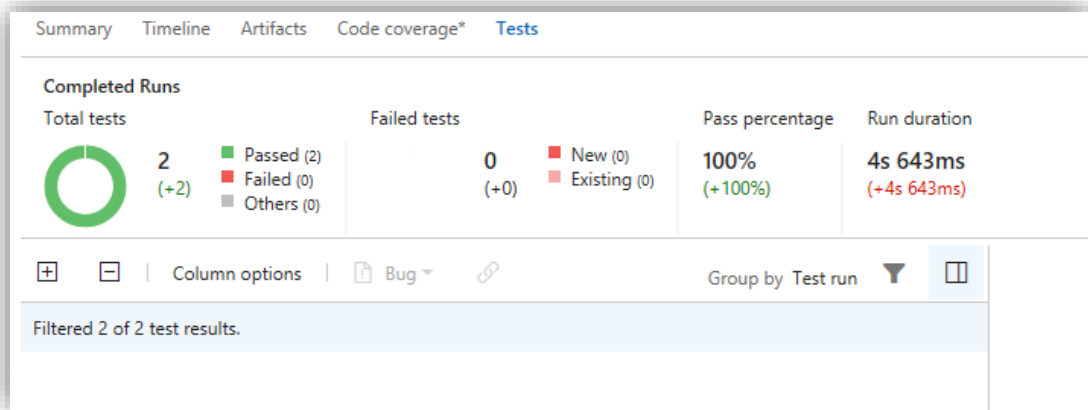 Summary Timeline Artifacts Code coverage* Tests
Completed Runs
Total tests Failed tests Pass percentage Run duration
2 Passed (2) 0 New (0) 100% 4s 643ms
(+2) Failed (0) (+0) Existing (0) (+100%) (+4s 643ms)
Others (0)
Column options Bug Group by Test run
Filtered 2 of 2 test results.